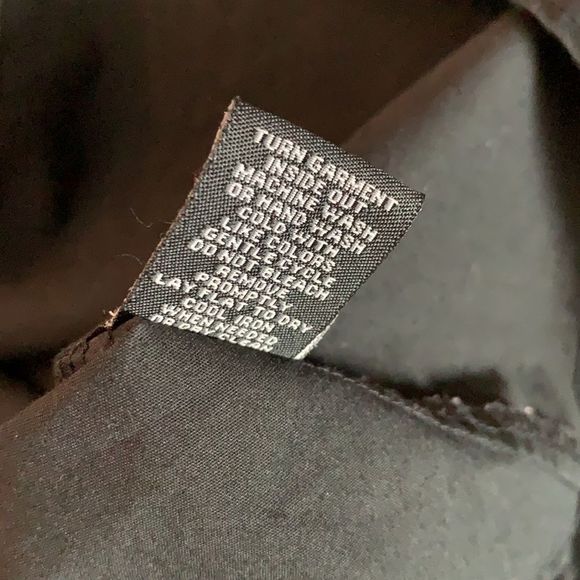 TURN GARMENT
INSIDE OUT
MACHINE WASH
OR HAND WASH
COLD WITH
LIKE COLORS
GENTLE CYCLE
DO NOT BLEACH
REMOVE
PROMPTLY
LAY FLAT TO DRY
COOL IRON
WHEN NEEDED